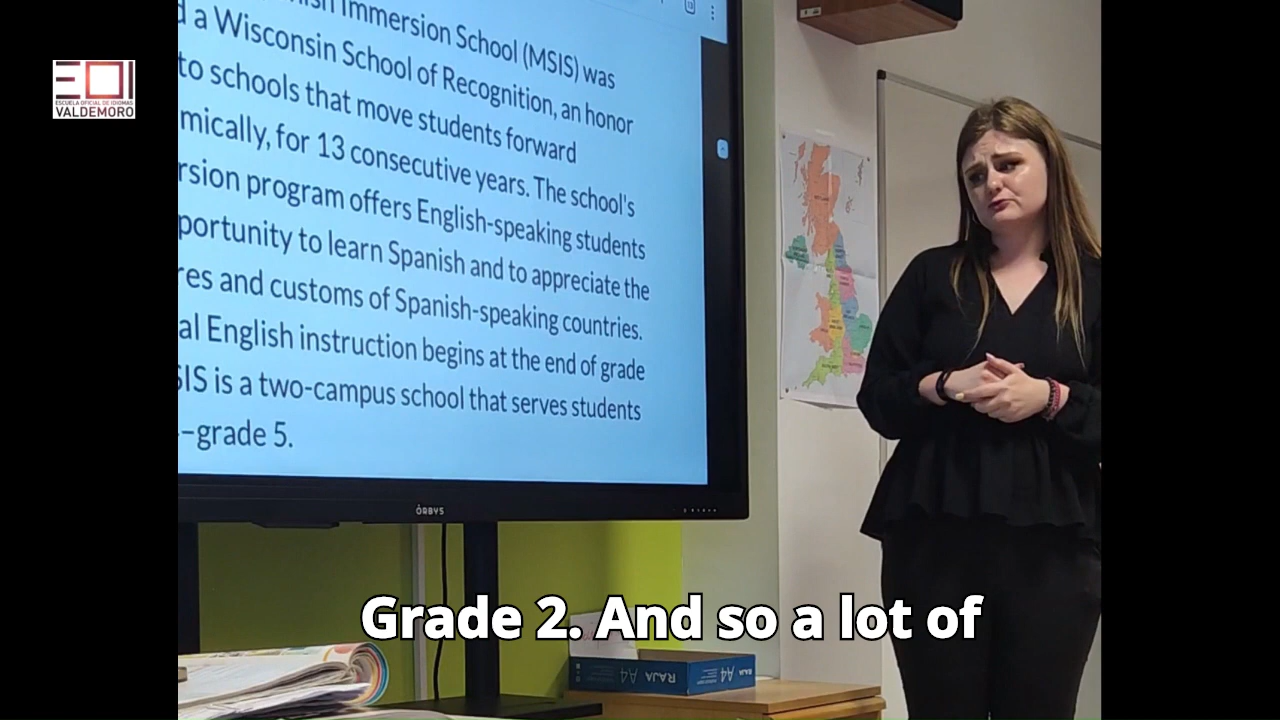 EOI
ESCUELA OFICIAL DE IDIOMAS
VALDEMORO
Immersion School (MSIS) was
a Wisconsin School of Recognition, an honor
to schools that move students forward
mically, for 13 consecutive years. The school's
rsion program offers English-speaking students
portunity to learn Spanish and to appreciate the
res and customs of Spanish-speaking countries.
al English instruction begins at the end of grade
SIS is a two-campus school that serves students
–grade 5.
ÖRBYS
Grade 2. And so a lot of
RAJA A4
A4 RAJA